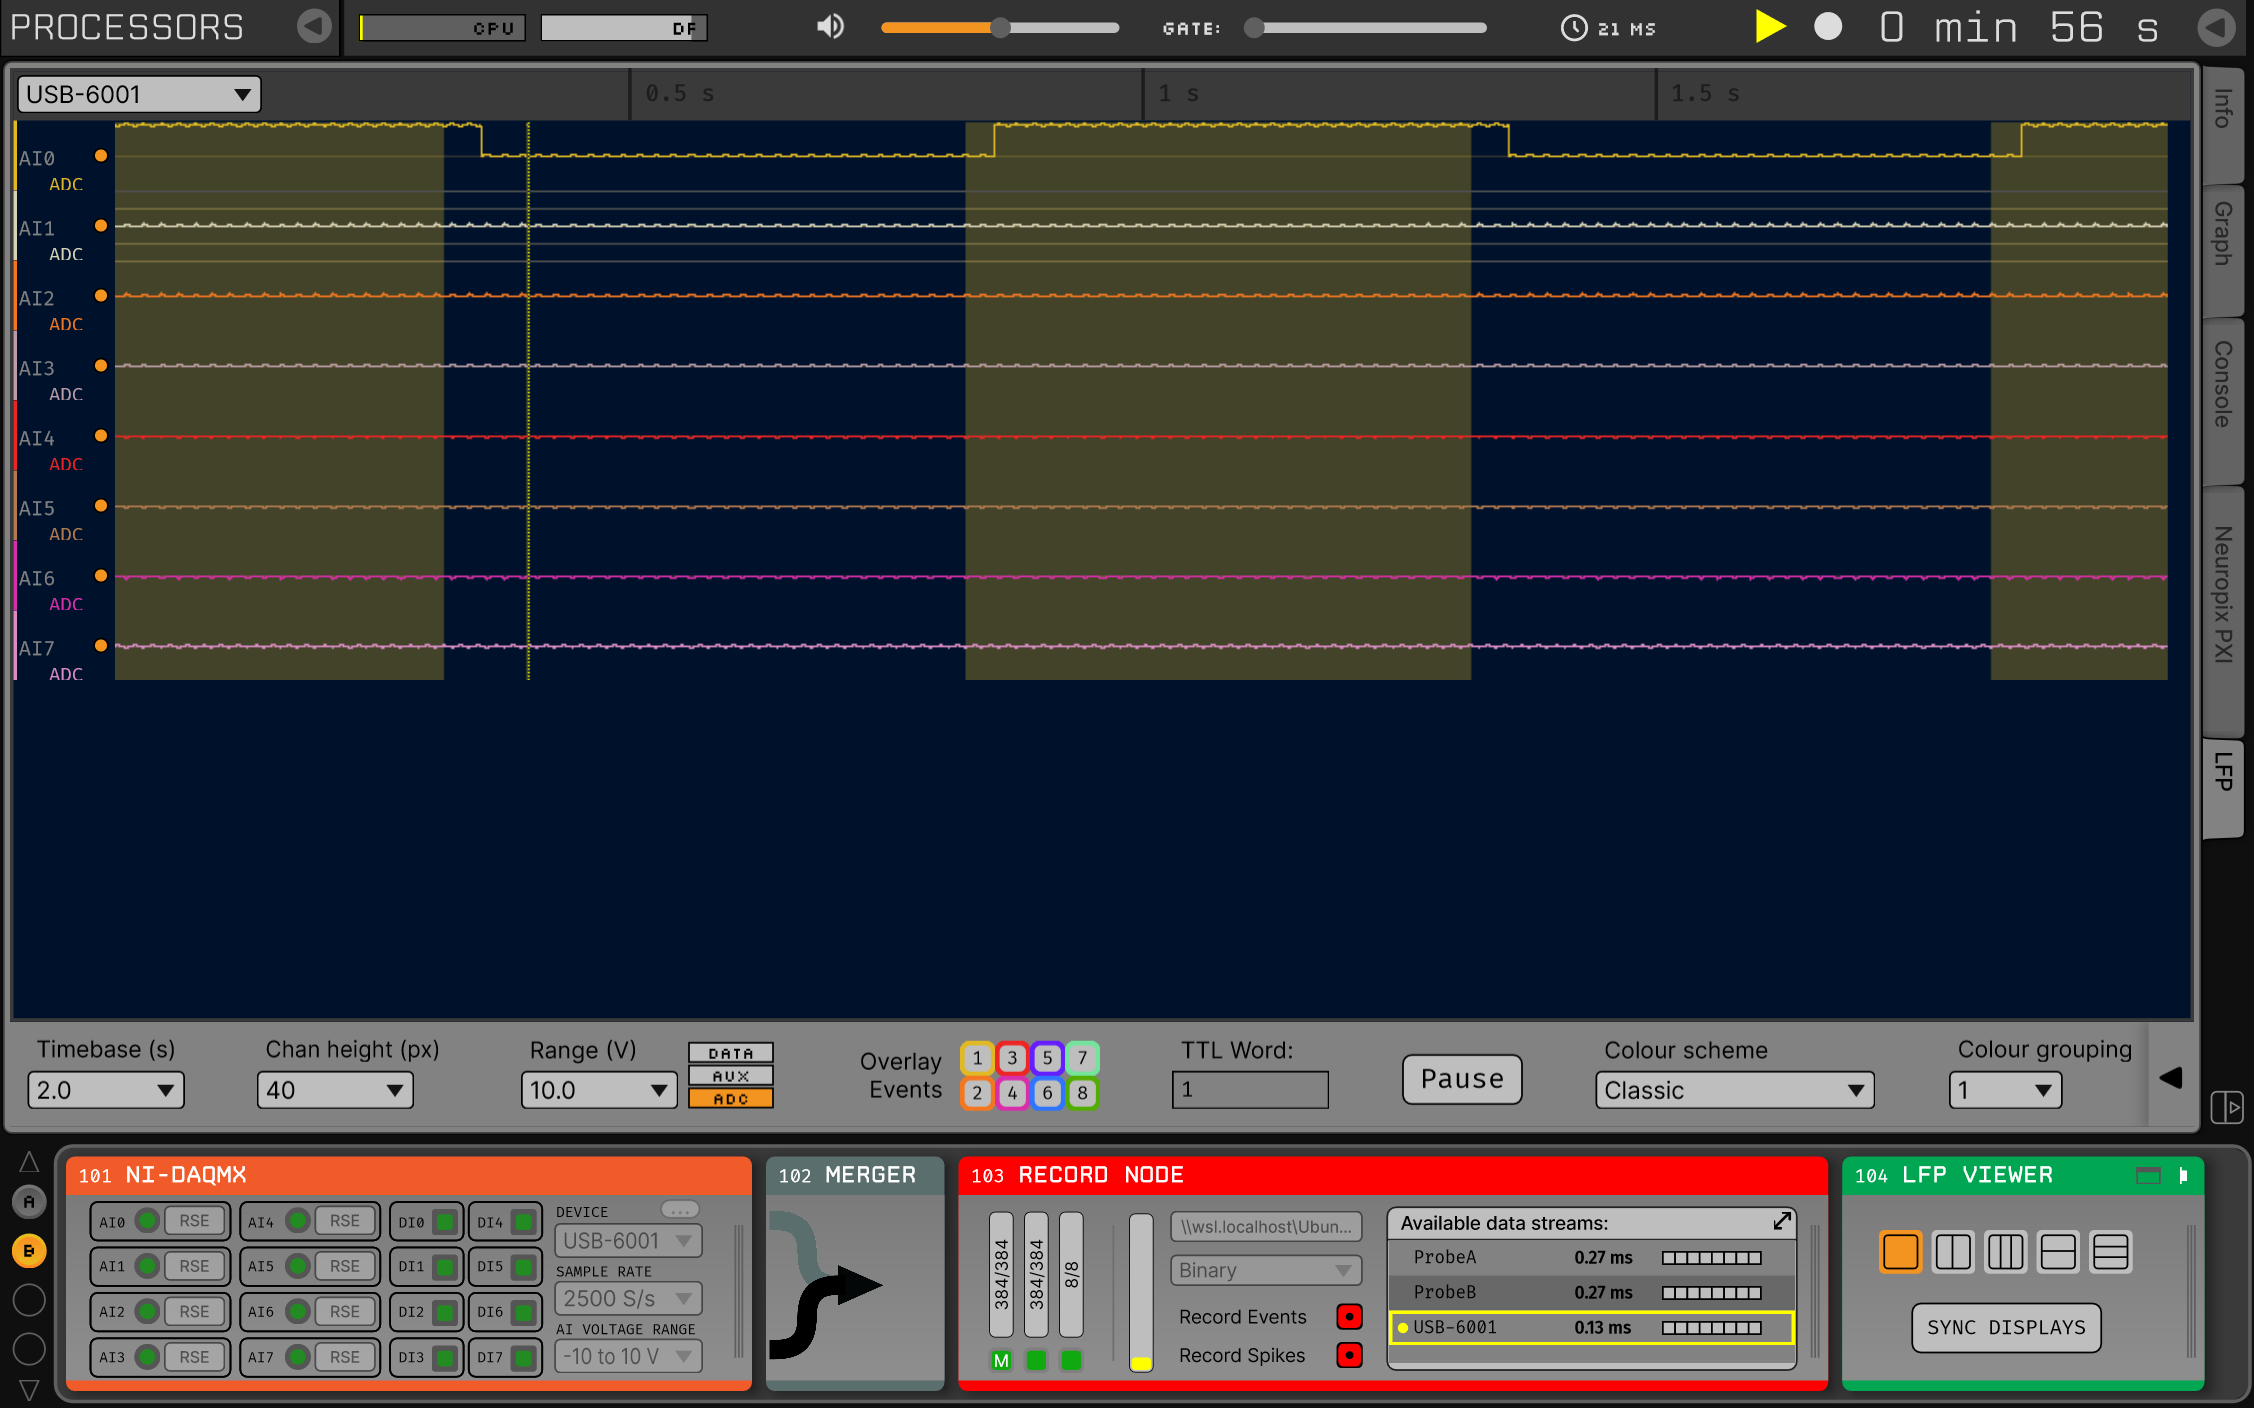 PROCESSORS
CPU
DF
GATE:
21 MS
0 min 56 s
USB-6001
0.5 s
1 s
1.5 s
AI0
ADC
AI1
ADC
AI2
ADC
AI3
ADC
AI4
ADC
AI5
ADC
AI6
ADC
AI7
ADC
Info
Graph
Console
Neuropix PXI
LFP
Timebase (s)
2.0
Chan height (px)
40
Range (V)
10.0
DATA
AUX
ADC
Overlay
Events
1 3 5 7
2 4 6 8
TTL Word:
1
Pause
Colour scheme
Classic
Colour grouping
1
A
B
101 NI-DAQMX
AI0 RSE AI4 RSE DI0 DI4
AI1 RSE AI5 RSE DI1 DI5
AI2 RSE AI6 RSE DI2 DI6
AI3 RSE AI7 RSE DI3 DI7
DEVICE ...
USB-6001
SAMPLE RATE
2500 S/s
AI VOLTAGE RANGE
-10 to 10 V
102 MERGER
103 RECORD NODE
384/384
384/384
8/8
M
\\wsl.localhost\Ubun...
Binary
Record Events
Record Spikes
Available data streams:
ProbeA 0.27 ms
ProbeB 0.27 ms
USB-6001 0.13 ms
104 LFP VIEWER
SYNC DISPLAYS